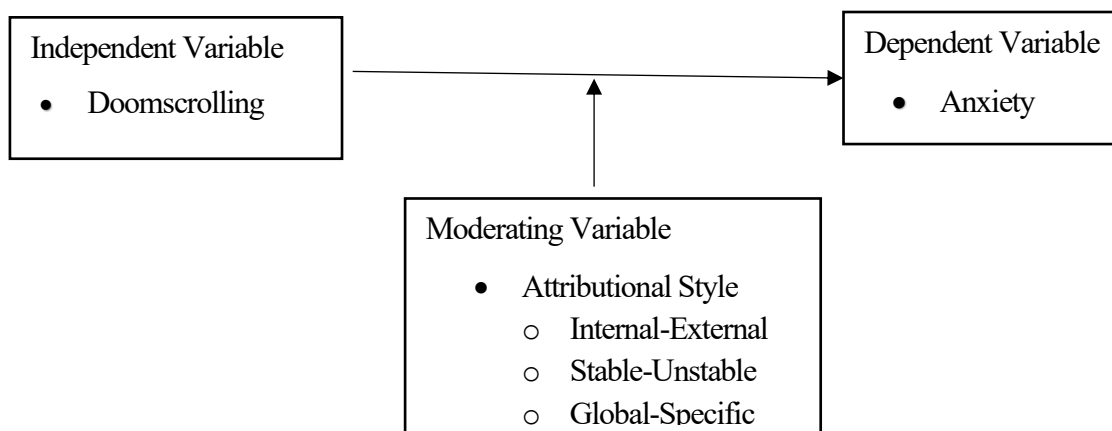 Independent Variable
• Doomscrolling
Dependent Variable
• Anxiety
Moderating Variable
• Attributional Style
o Internal-External
o Stable-Unstable
o Global-Specific